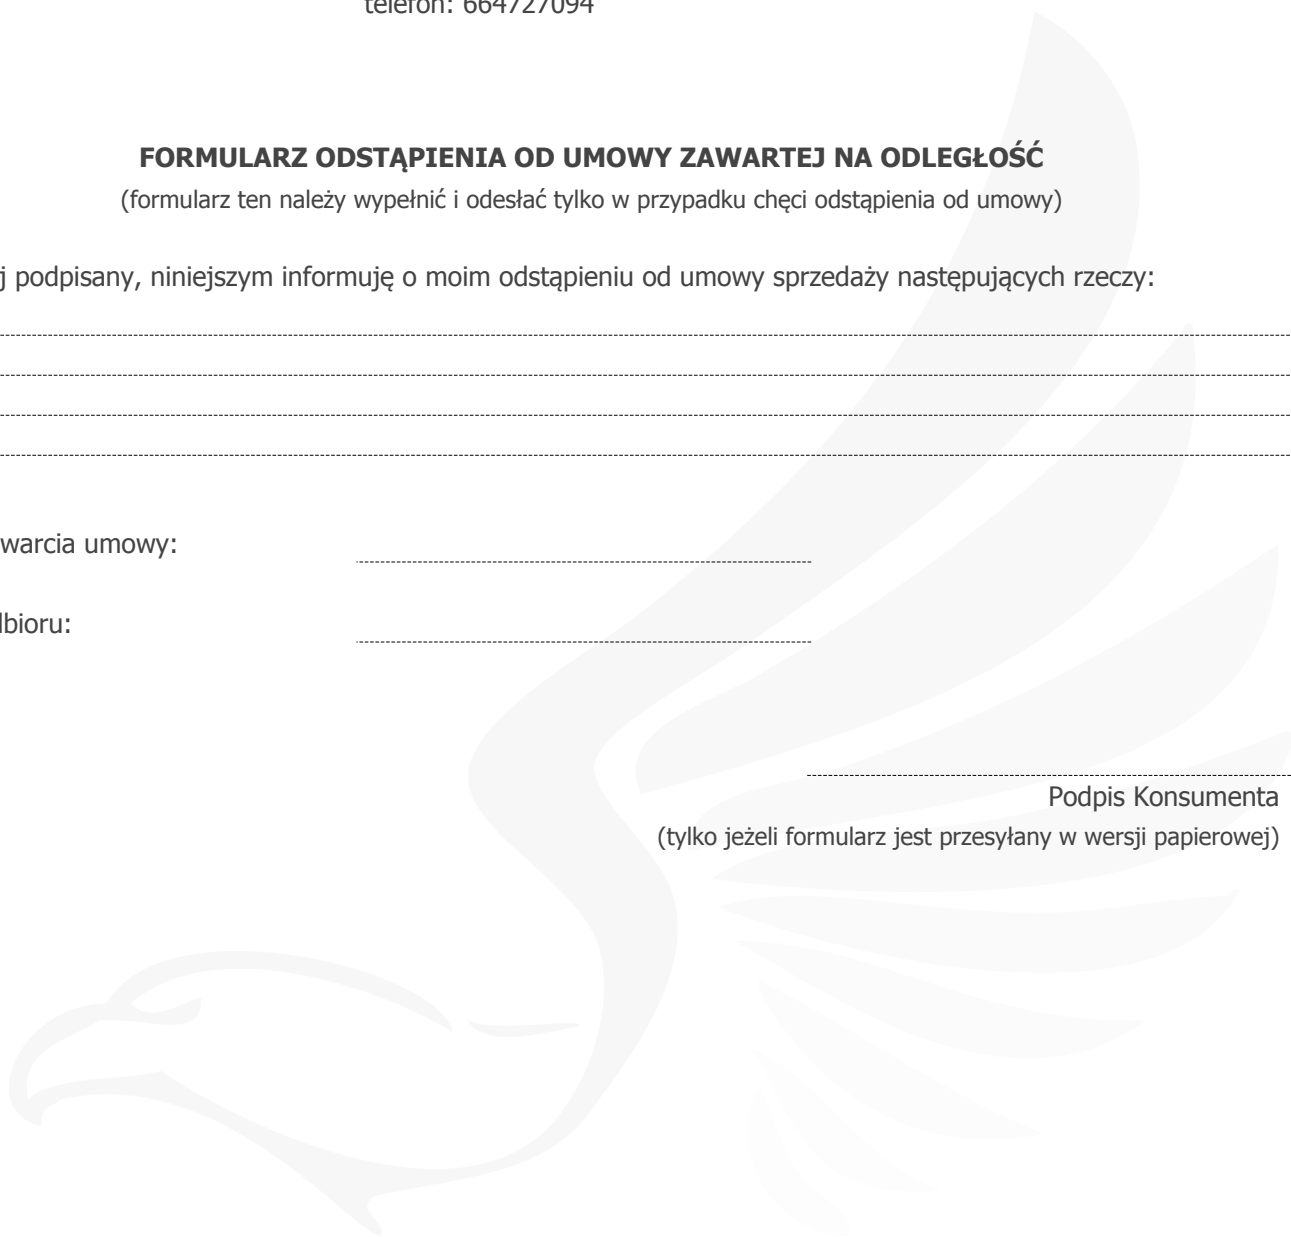 telefon: 664727094
FORMULARZ ODSTĄPIENIA OD UMOWY ZAWARTEJ NA ODLEGŁOŚĆ
(formularz ten należy wypełnić i odesłać tylko w przypadku chęci odstąpienia od umowy)
j podpisany, niniejszym informuję o moim odstąpieniu od umowy sprzedaży następujących rzeczy:
warcia umowy:
dbioru:
Podpis Konsumenta
(tylko jeżeli formularz jest przesyłany w wersji papierowej)